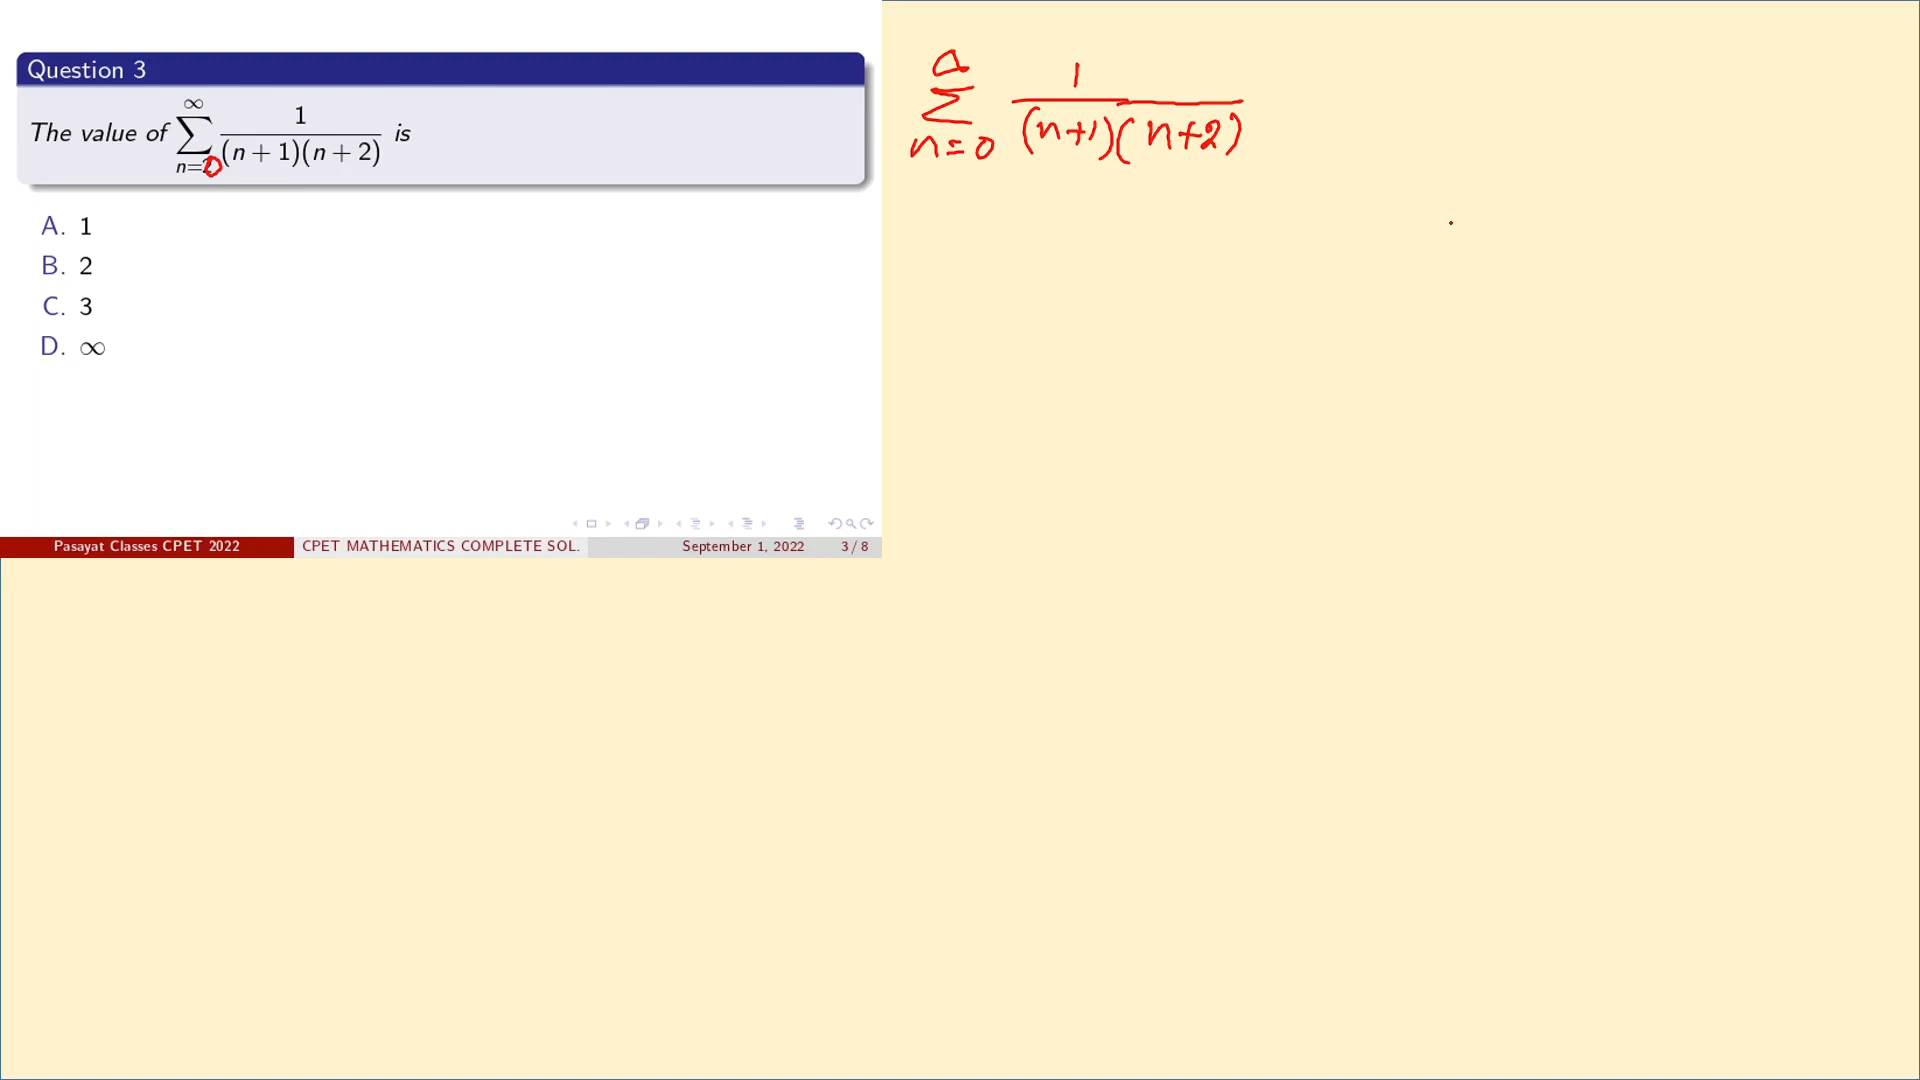 Question 3
The value of ∑_{n=2}^{∞} 1/((n + 1)(n + 2)) is
0
A. 1
B. 2
C. 3
D. ∞
Pasayat Classes CPET 2022 CPET MATHEMATICS COMPLETE SOL. September 1, 2022 3 / 8
∑_{n=0} 1/((n+1)(n+2))